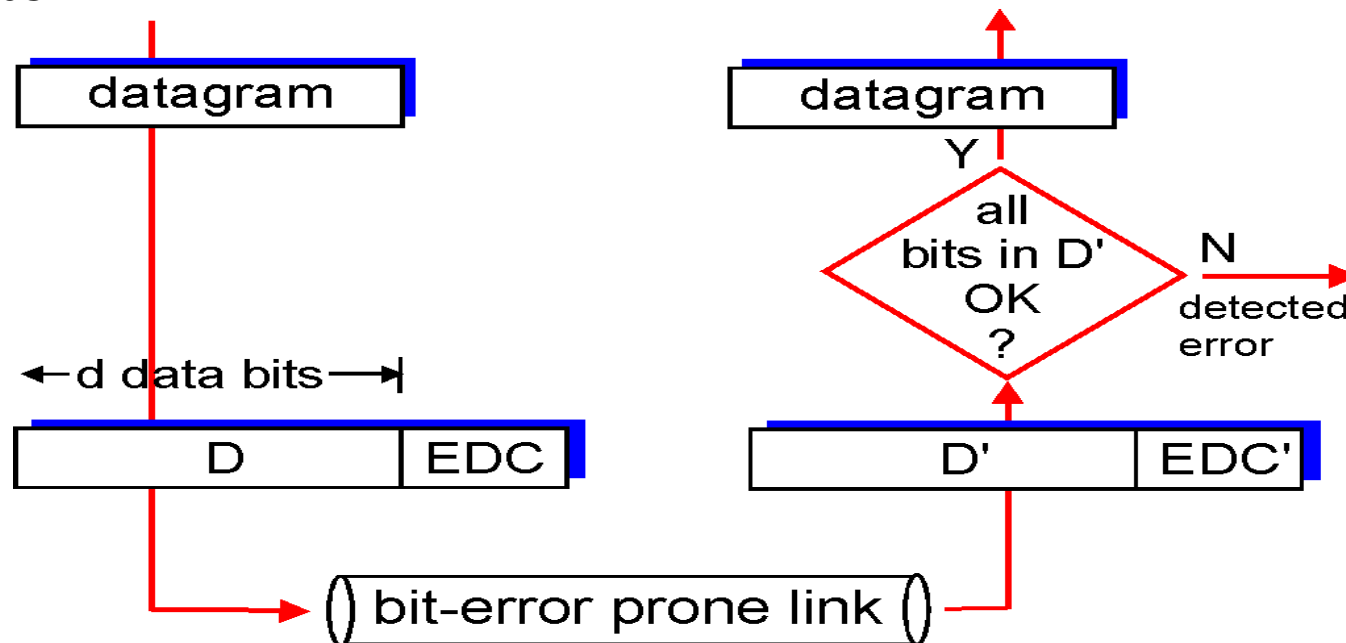 datagram
datagram
Y
all
bits in D'
OK
?
N
detected
error
d data bits
D
EDC
D'
EDC'
bit-error prone link